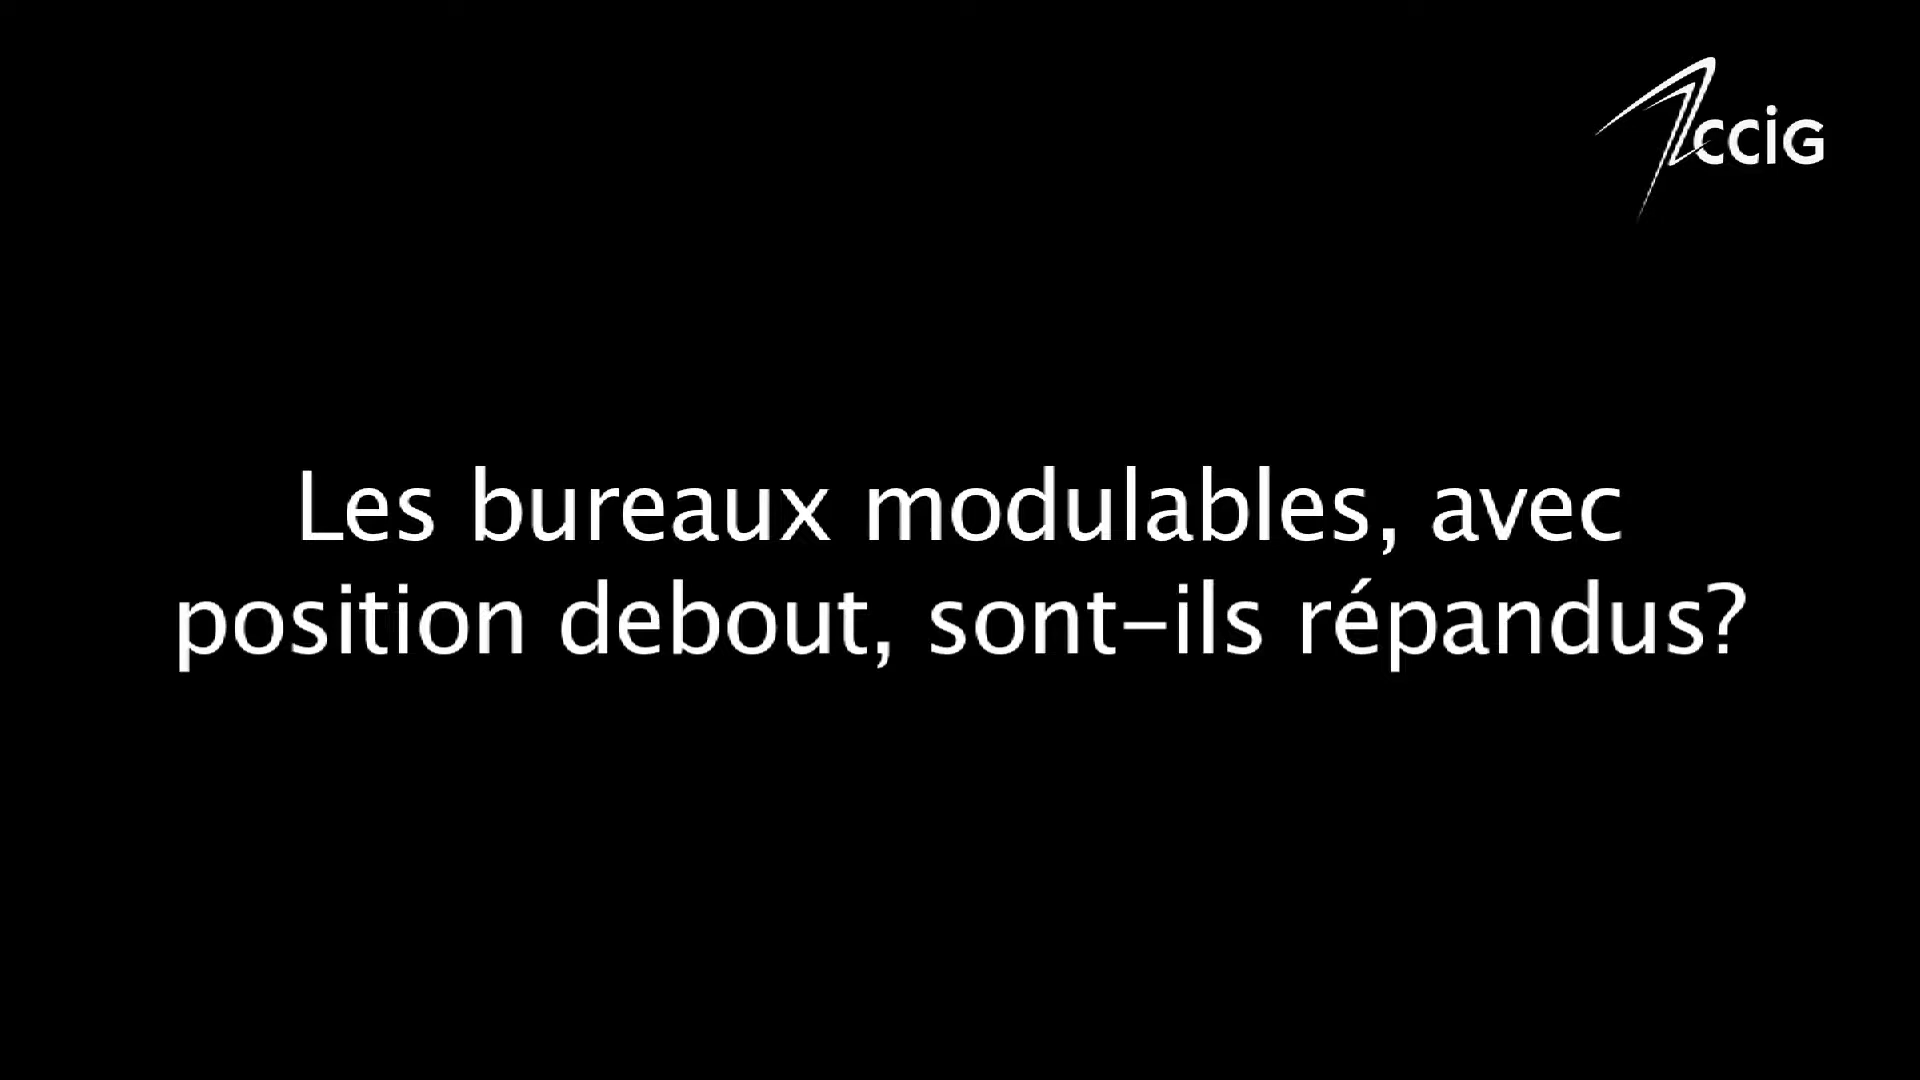 ccig
Les bureaux modulables, avec
position debout, sont-ils répandus?